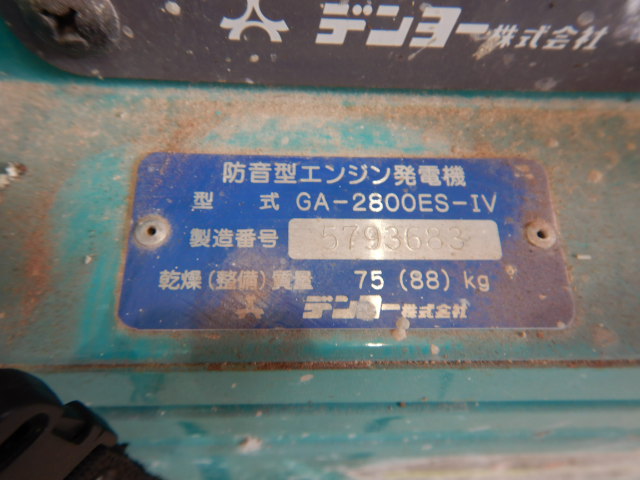 デンヨー株式会社
防音型エンジン発電機
型 式 GA-2800ES-IV
製造番号 5793683
乾燥(整備)質量 75(88)kg
デンヨー株式会社